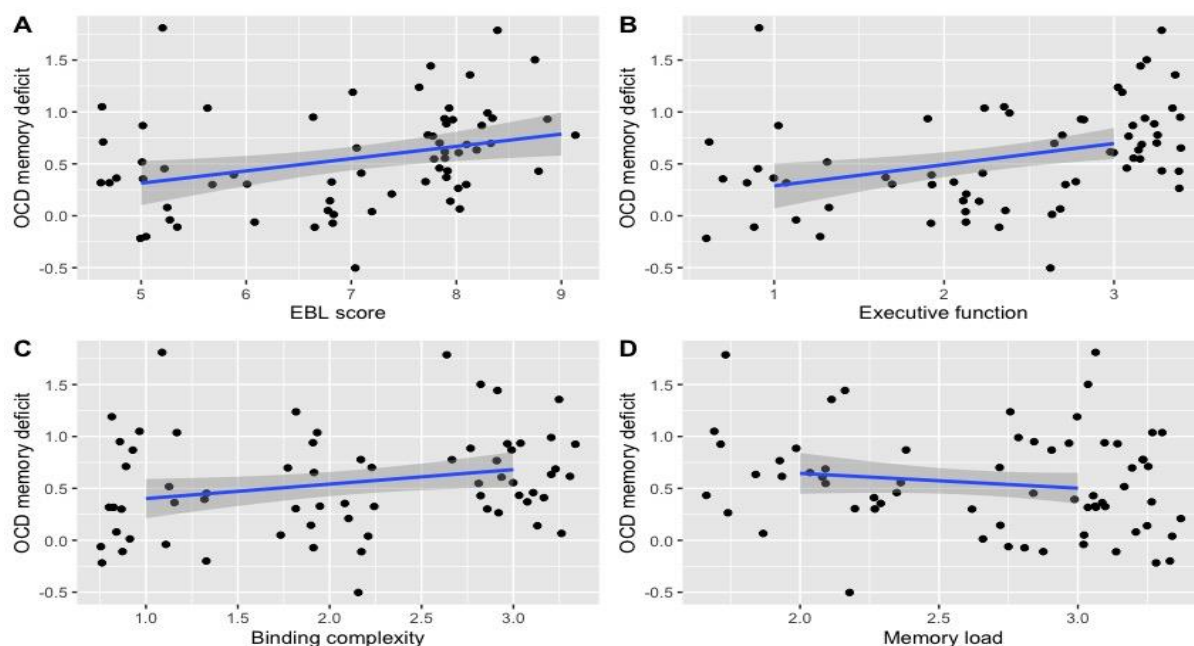 A
OCD memory deficit
1.5
1.0
0.5
0.0
-0.5
5 6 7 8 9
EBL score
B
OCD memory deficit
1.5
1.0
0.5
0.0
-0.5
1 2 3
Executive function
C
OCD memory deficit
1.5
1.0
0.5
0.0
-0.5
1.0 1.5 2.0 2.5 3.0
Binding complexity
D
OCD memory deficit
1.5
1.0
0.5
0.0
-0.5
2.0 2.5 3.0
Memory load